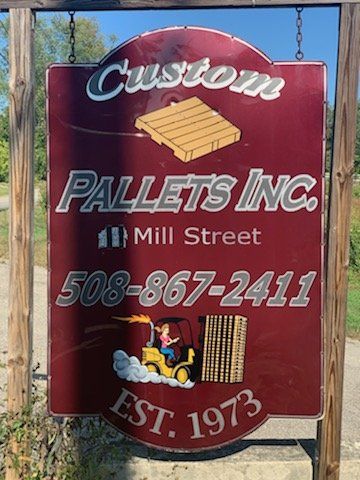 Custom
PALLETS INC.
Mill Street
508-867-2411
EST. 1973